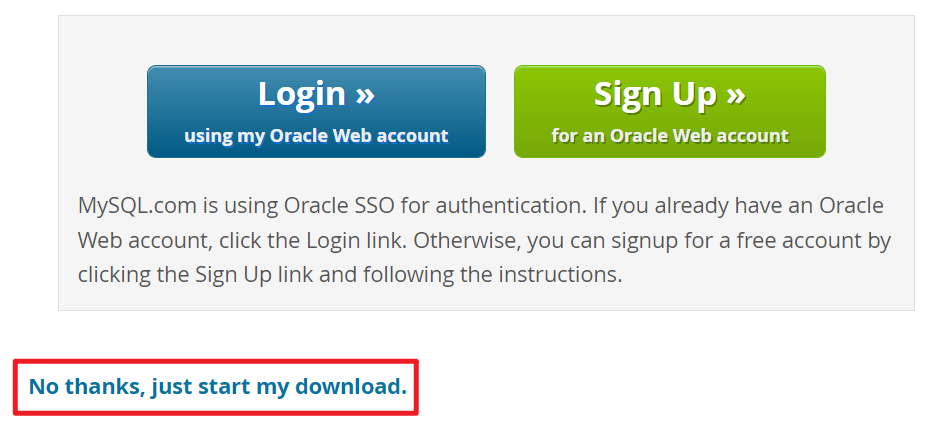 Login »
using my Oracle Web account
Sign Up »
for an Oracle Web account
MySQL.com is using Oracle SSO for authentication. If you already have an Oracle
Web account, click the Login link. Otherwise, you can signup for a free account by
clicking the Sign Up link and following the instructions.
No thanks, just start my download.